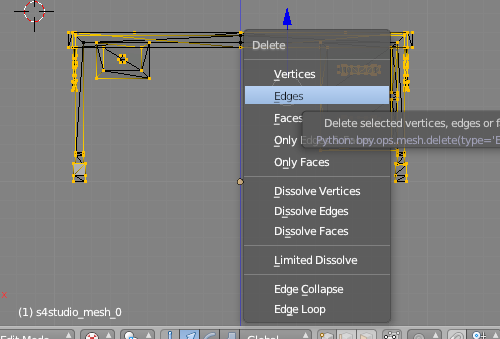 Delete
Vertices
Edges
Faces
Delete selected vertices, edges or f
Only
Python: bpy.ops.mesh.delete(type='E
Only Faces
Dissolve Vertices
Dissolve Edges
Dissolve Faces
Limited Dissolve
Edge Collapse
Edge Loop
(1) s4studio_mesh_0
Edit Mode
Global